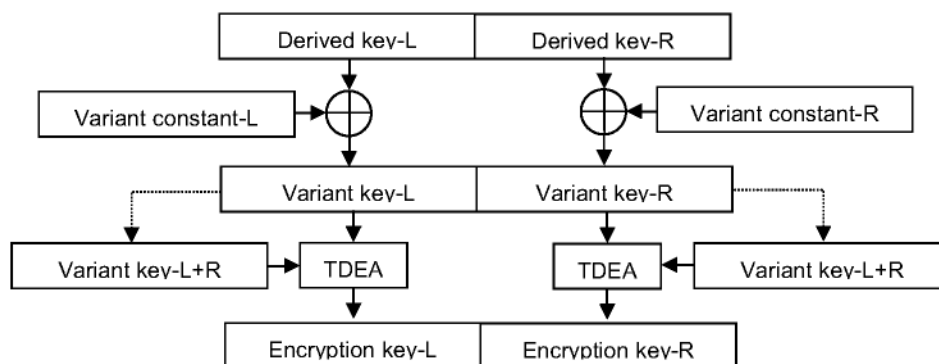 Derived key-L
Derived key-R
Variant constant-L
Variant constant-R
Variant key-L
Variant key-R
Variant key-L+R
TDEA
TDEA
Variant key-L+R
Encryption key-L
Encryption key-R